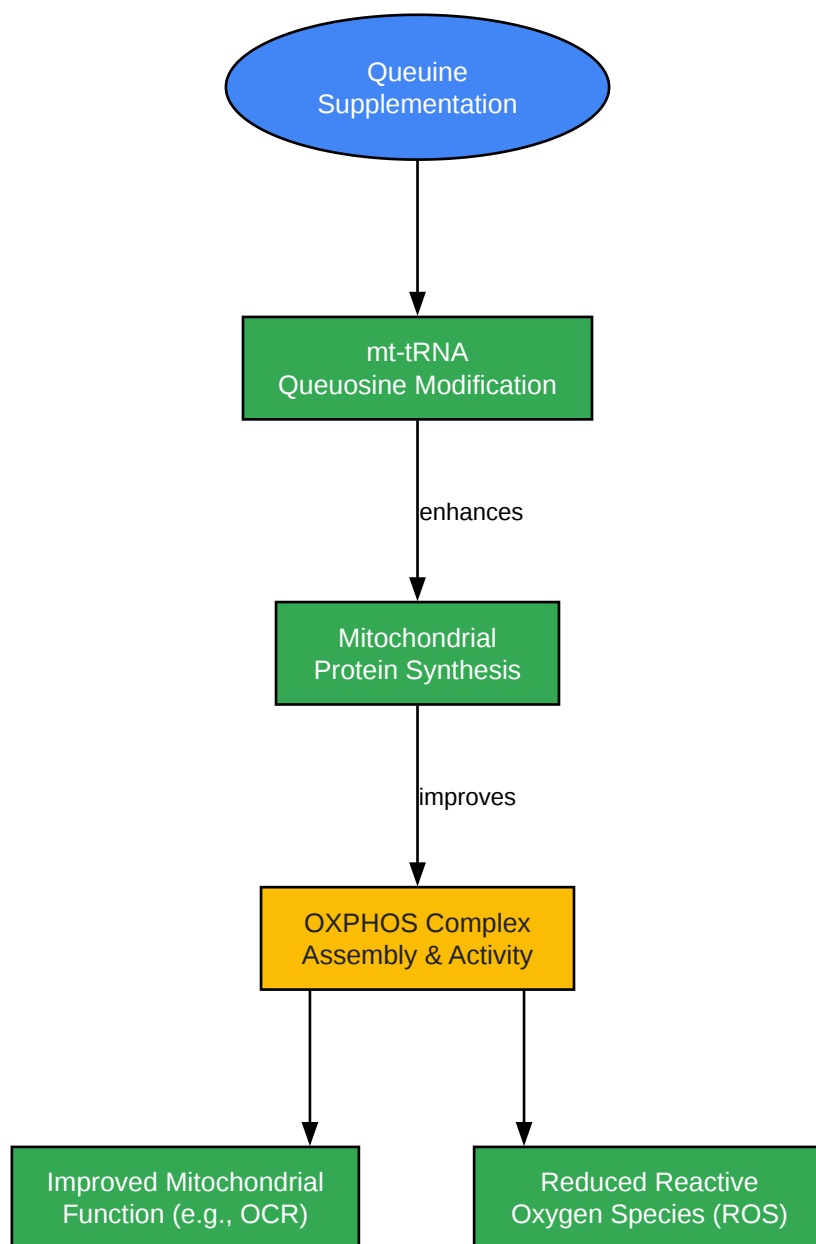 Queuine
Supplementation
mt-tRNA
Queuosine Modification
enhances
Mitochondrial
Protein Synthesis
improves
OXPHOS Complex
Assembly & Activity
Improved Mitochondrial
Function (e.g., OCR)
Reduced Reactive
Oxygen Species (ROS)